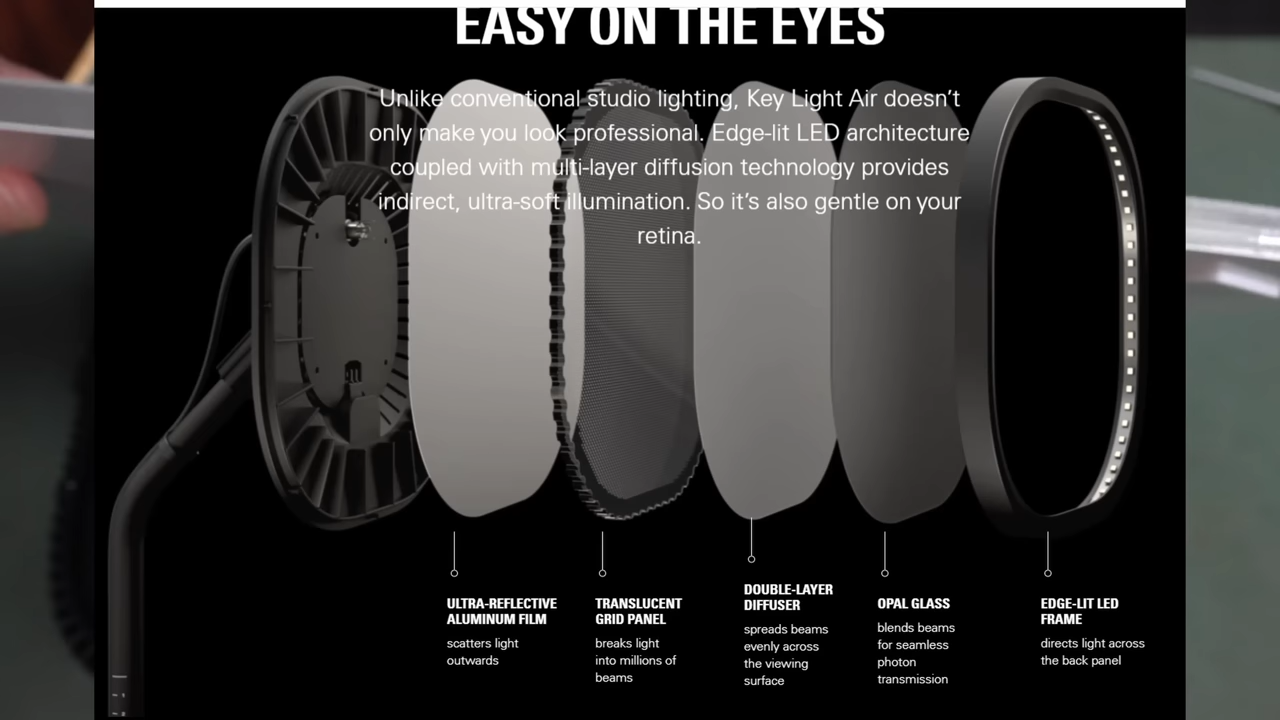 EASY ON THE EYES
Unlike conventional studio lighting, Key Light Air doesn't
only make you look professional. Edge-lit LED architecture
coupled with multi-layer diffusion technology provides
indirect, ultra-soft illumination. So it's also gentle on your
retina.
ULTRA-REFLECTIVE
ALUMINUM FILM
scatters light
outwards
TRANSLUCENT
GRID PANEL
breaks light
into millions of
beams
DOUBLE-LAYER
DIFFUSER
spreads beams
evenly across
the viewing
surface
OPAL GLASS
blends beams
for seamless
photon
transmission
EDGE-LIT LED
FRAME
directs light across
the back panel